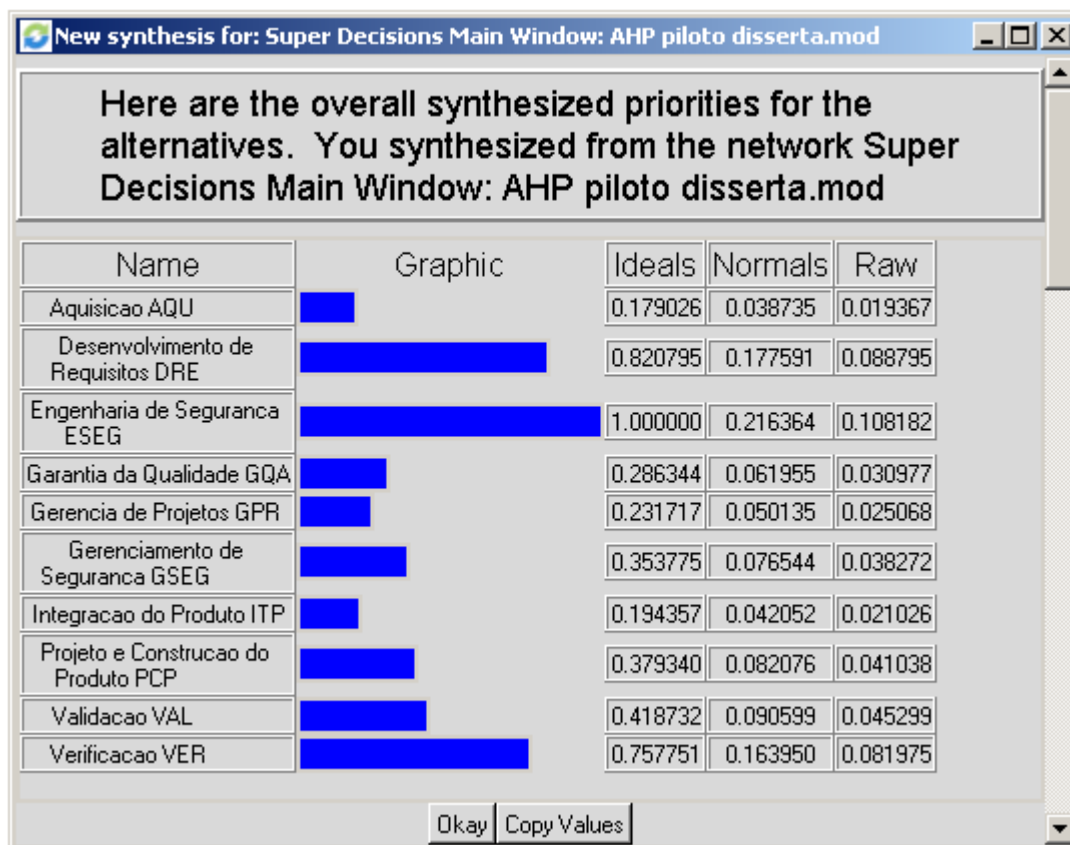 New synthesis for: Super Decisions Main Window: AHP piloto disserta.mod
Here are the overall synthesized priorities for the
alternatives. You synthesized from the network Super
Decisions Main Window: AHP piloto disserta.mod
Name Graphic Ideals Normals Raw
Aquisicao AQU 0.179026 0.038735 0.019367
Desenvolvimento de
Requisitos DRE 0.820795 0.177591 0.088795
Engenharia de Seguranca
ESEG 1.000000 0.216364 0.108182
Garantia da Qualidade GQA 0.286344 0.061955 0.030977
Gerencia de Projetos GPR 0.231717 0.050135 0.025068
Gerenciamento de
Seguranca GSEG 0.353775 0.076544 0.038272
Integracao do Produto ITP 0.194357 0.042052 0.021026
Projeto e Construcao do
Produto PCP 0.379340 0.082076 0.041038
Validacao VAL 0.418732 0.090599 0.045299
Verificacao VER 0.757751 0.163950 0.081975
Okay Copy Values